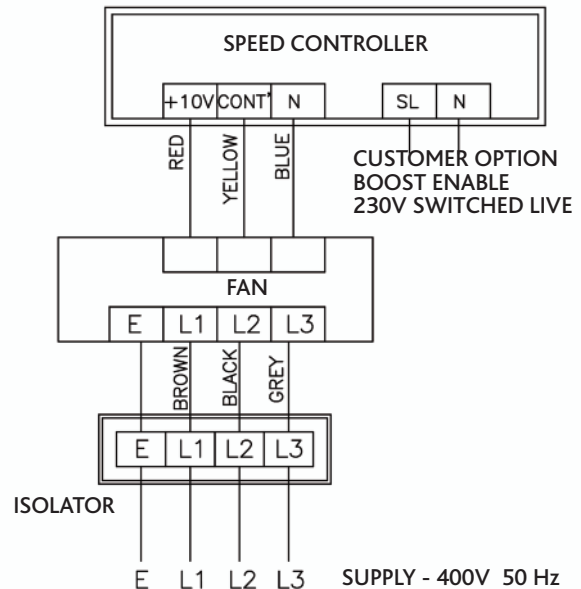 SPEED CONTROLLER
+10V CONT' N SL N
RED YELLOW BLUE
CUSTOMER OPTION
BOOST ENABLE
230V SWITCHED LIVE
FAN
E L1 L2 L3
BROWN BLACK GREY
E L1 L2 L3
ISOLATOR
E L1 L2 L3 SUPPLY - 400V 50 Hz